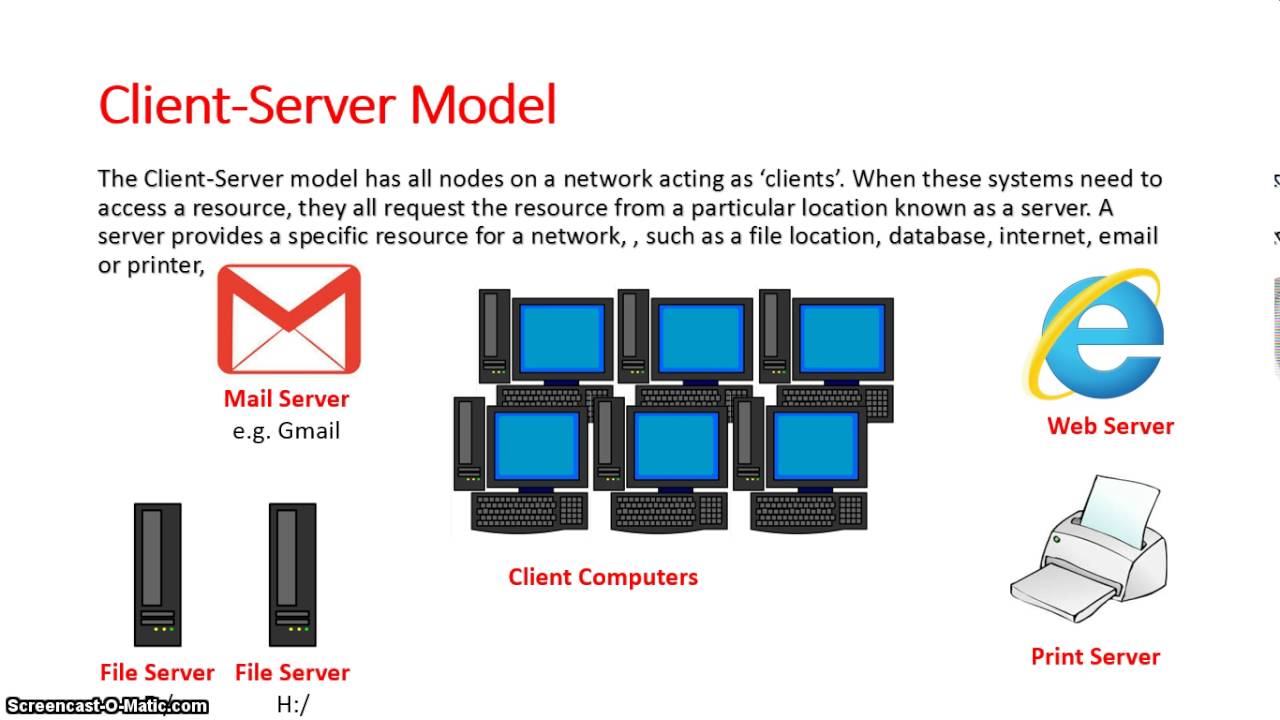 Client-Server Model
The Client-Server model has all nodes on a network acting as ‘clients’. When these systems need to
access a resource, they all request the resource from a particular location known as a server. A
server provides a specific resource for a network, , such as a file location, database, internet, email
or printer,
Mail Server
e.g. Gmail
Web Server
Client Computers
Print Server
File Server
File Server
H:/
Screencast-O-Matic.com